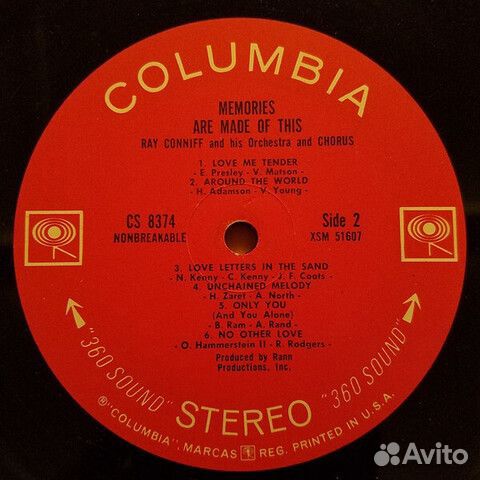 COLUMBIA
MEMORIES
ARE MADE OF THIS
RAY CONNIFF and his Orchestra and CHORUS
1. LOVE ME TENDER
- E. Presley - V. Matson -
2. AROUND THE WORLD
- H. Adamson - V. Young -
CS 8374
NONBREAKABLE
Side 2
XSM 51607
3. LOVE LETTERS IN THE SAND
- N. Kenny - C. Kenny - J. F. Coots -
4. UNCHAINED MELODY
- H. Zaret - A. North -
5. ONLY YOU
(And You Alone)
- B. Ram - A. Rand -
6. NO OTHER LOVE
- O. Hammerstein II - R. Rodgers -
Produced by Rann
Productions, Inc.
"360 SOUND" STEREO "360 SOUND"
® "COLUMBIA", MARCAS 1 REG. PRINTED IN U.S.A.
Avito